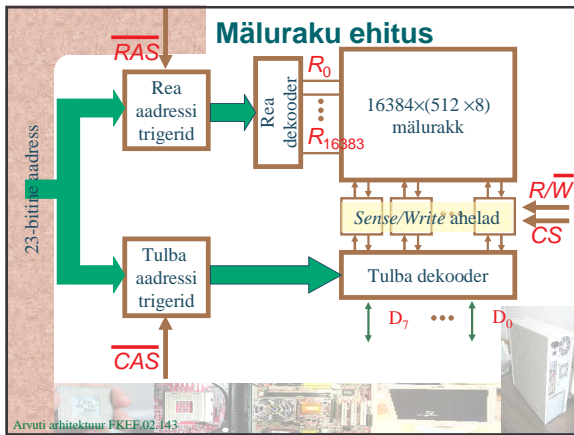 Mäluraku ehitus
RAS
Rea
aadressi
trigerid
Rea
dekooder
R0
R16383
16384×(512 ×8)
mälurakk
23-bitine aadress
R/W
Sense/Write ahelad
CS
Tulba
aadressi
trigerid
Tulba dekooder
D7
D0
CAS
Arvuti arhitektuur FKEF.02.143